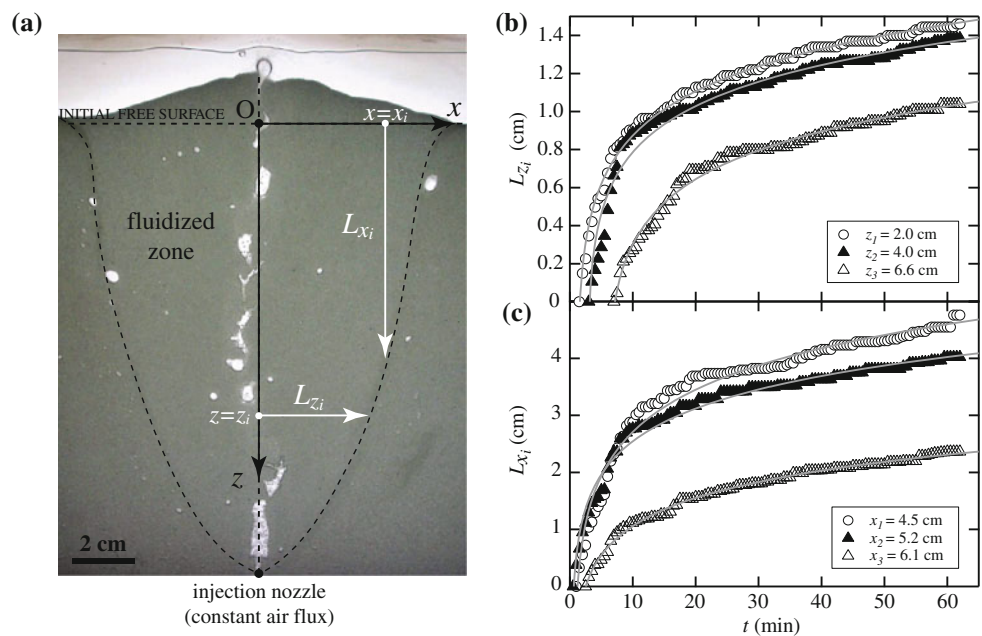 (a)
INITIAL FREE SURFACE
O
x=xᵢ
x
fluidized
zone
Lₓᵢ
z=zᵢ
L_zᵢ
z
2 cm
injection nozzle
(constant air flux)
(b)
L_zᵢ (cm)
1.4
1.2
1.0
0.8
0.6
0.4
0.2
0
z₁ = 2.0 cm
z₂ = 4.0 cm
z₃ = 6.6 cm
(c)
Lₓᵢ (cm)
4
3
2
1
0
x₁ = 4.5 cm
x₂ = 5.2 cm
x₃ = 6.1 cm
0 10 20 30 40 50 60
t (min)